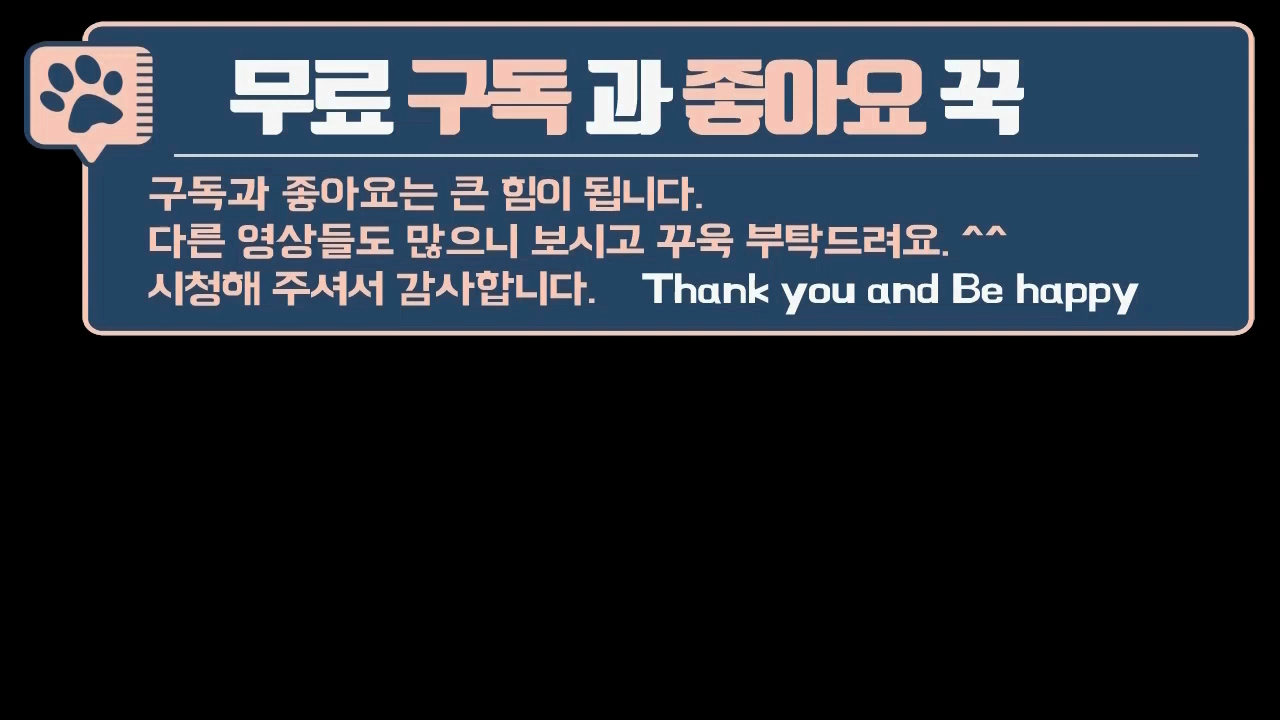 무료 구독과 좋아요 꾹
구독과 좋아요는 큰 힘이 됩니다.
다른 영상들도 많으니 보시고 꾸욱 부탁드려요. ^^
시청해 주셔서 감사합니다. Thank you and Be happy